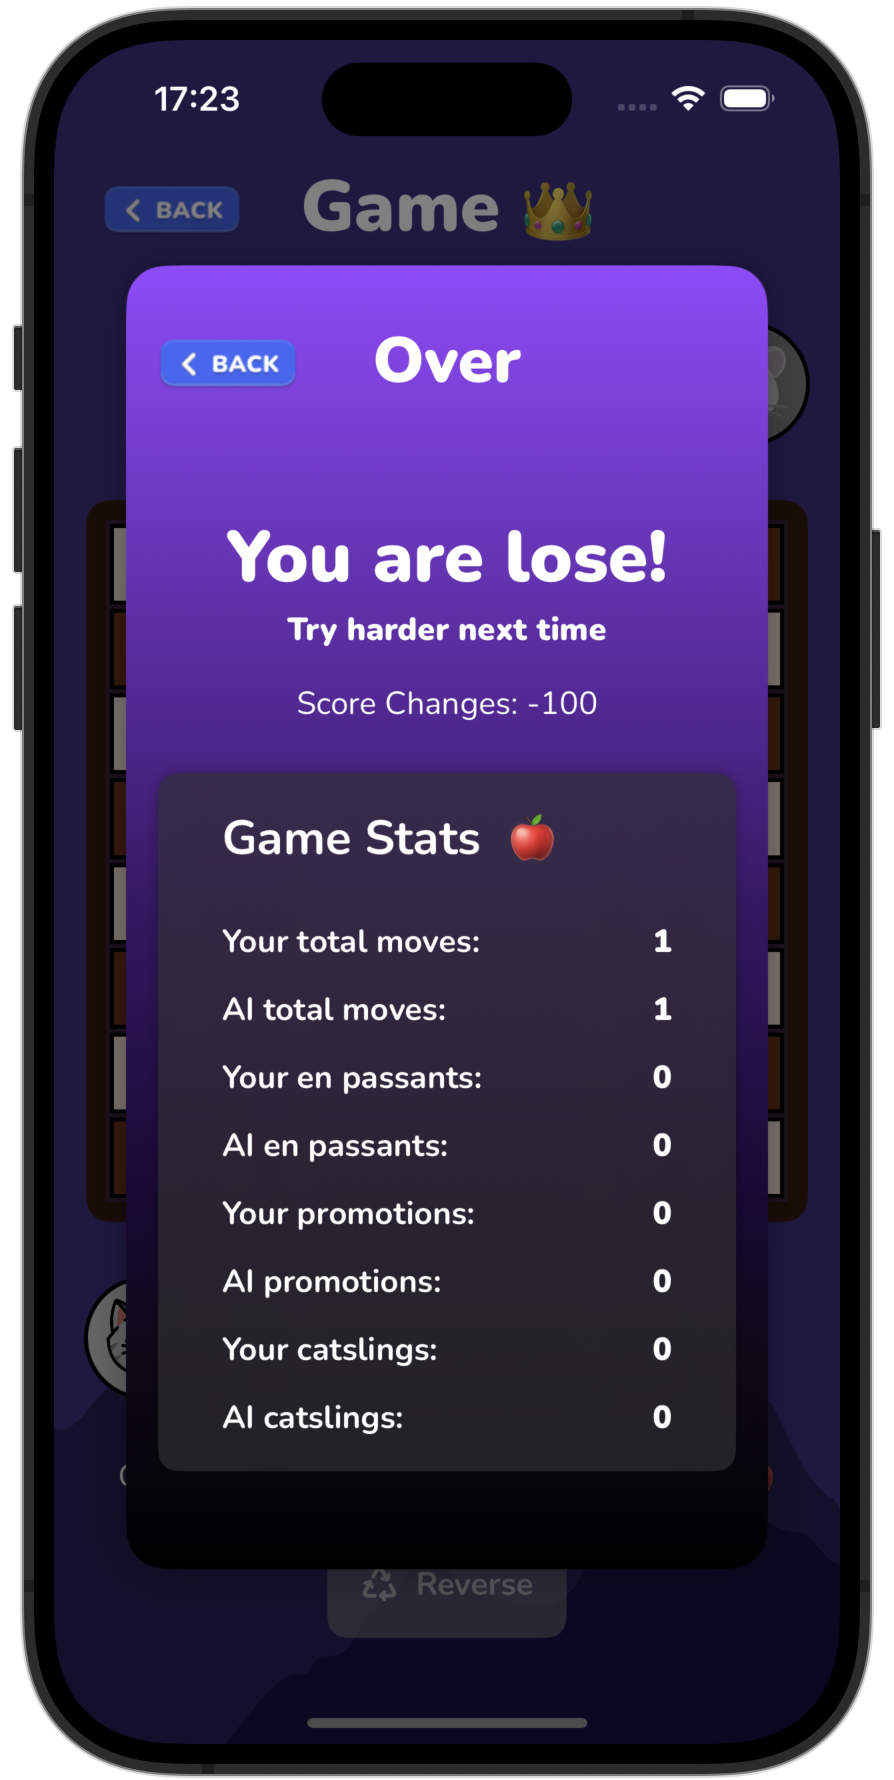 17:23
BACK
Game
BACK
Over
You are lose!
Try harder next time
Score Changes: -100
Game Stats
Your total moves: 1
AI total moves: 1
Your en passants: 0
AI en passants: 0
Your promotions: 0
AI promotions: 0
Your catslings: 0
AI catslings: 0
Reverse